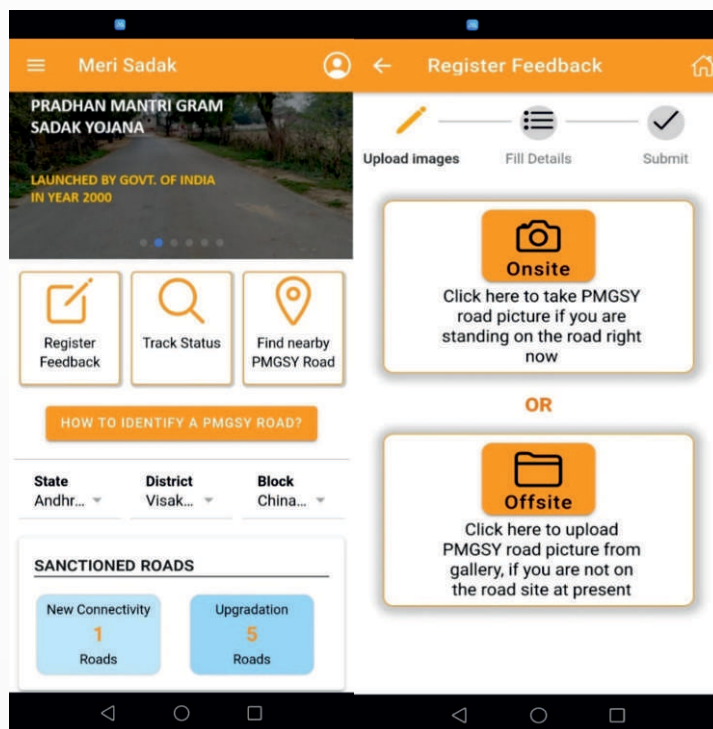 Meri Sadak
PRADHAN MANTRI GRAM
SADAK YOJANA
LAUNCHED BY GOVT. OF INDIA
IN YEAR 2000
Register
Feedback
Track Status
Find nearby
PMGSY Road
HOW TO IDENTIFY A PMGSY ROAD?
State
Andhr...
District
Visak...
Block
China...
SANCTIONED ROADS
New Connectivity
1
Roads
Upgradation
5
Roads
Register Feedback
Upload images
Fill Details
Submit
Onsite
Click here to take PMGSY
road picture if you are
standing on the road right
now
OR
Offsite
Click here to upload
PMGSY road picture from
gallery, if you are not on
the road site at present